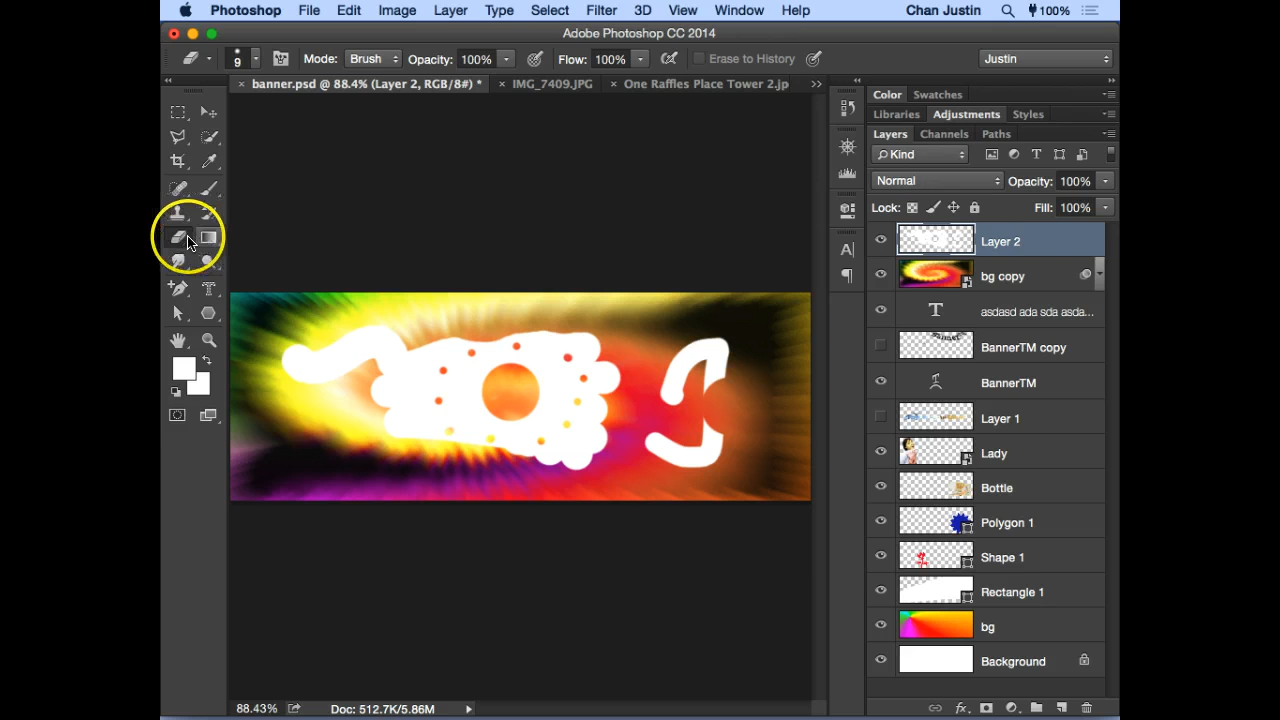 Photoshop File Edit Image Layer Type Select Filter 3D View Window Help Chan Justin 100%
Adobe Photoshop CC 2014
9 Mode: Brush Opacity: 100% Flow: 100% Erase to History Justin
× banner.psd @ 88.4% (Layer 2, RGB/8#) * × IMG_7409.JPG × One Raffles Place Tower 2.jp
Color Swatches
Libraries Adjustments Styles
Layers Channels Paths
Kind
Normal Opacity: 100%
Lock: Fill: 100%
Layer 2
bg copy
asdasd ada sda asda...
BannerTM copy
BannerTM
Layer 1
Lady
Bottle
Polygon 1
Shape 1
Rectangle 1
bg
Background
88.43% Doc: 512.7K/5.86M